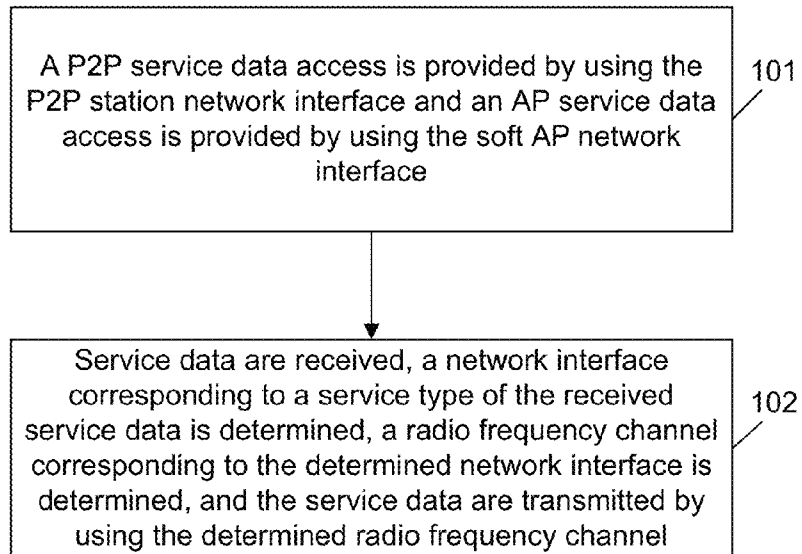 A P2P service data access is provided by using the
P2P station network interface and an AP service data
access is provided by using the soft AP network
interface
101
Service data are received, a network interface
corresponding to a service type of the received
service data is determined, a radio frequency channel
corresponding to the determined network interface is
determined, and the service data are transmitted by
using the determined radio frequency channel
102